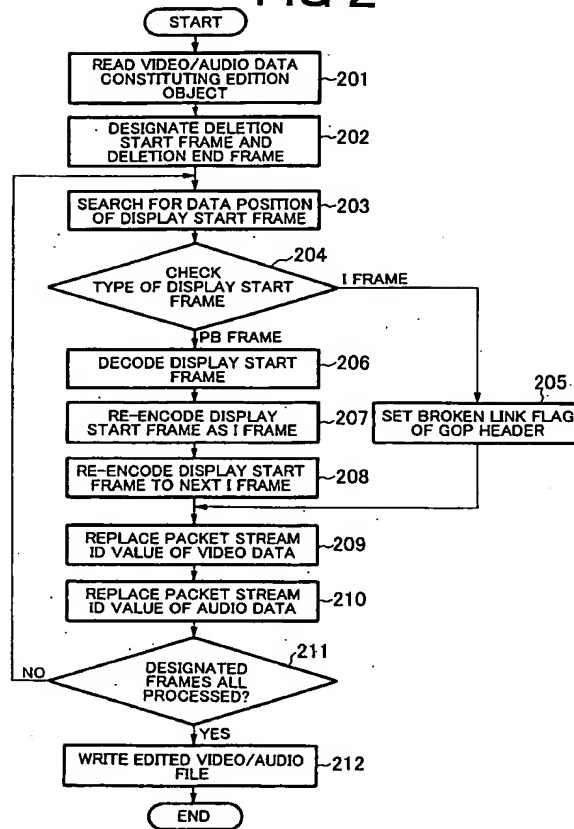 FIG 2
START
READ VIDEO/AUDIO DATA
CONSTITUTING EDITION
OBJECT
201
DESIGNATE DELETION
START FRAME AND
DELETION END FRAME
202
SEARCH FOR DATA POSITION
OF DISPLAY START FRAME
203
204
CHECK
TYPE OF DISPLAY START
FRAME
I FRAME
PB FRAME
DECODE DISPLAY START
FRAME
206
205
SET BROKEN LINK FLAG
OF GOP HEADER
RE-ENCODE DISPLAY
START FRAME AS I FRAME
207
RE-ENCODE DISPLAY START
FRAME TO NEXT I FRAME
208
REPLACE PACKET STREAM
ID VALUE OF VIDEO DATA
209
REPLACE PACKET STREAM
ID VALUE OF AUDIO DATA
210
211
DESIGNATED
FRAMES ALL
PROCESSED?
NO
YES
WRITE EDITED VIDEO/AUDIO
FILE
212
END